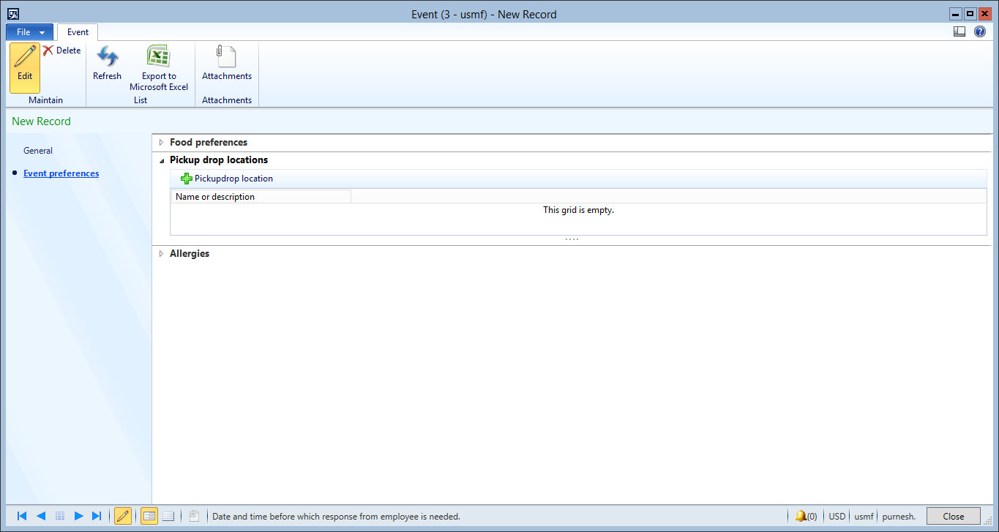 Event (3 - usmf) - New Record
File
Event
Edit
Delete
Maintain
Refresh
Export to
Microsoft Excel
List
Attachments
Attachments
New Record
General
Event preferences
Food preferences
Pickup drop locations
Pickupdrop location
Name or description
This grid is empty.
Allergies
Date and time before which response from employee is needed.
(0)
USD
usmf
purnesh.
Close